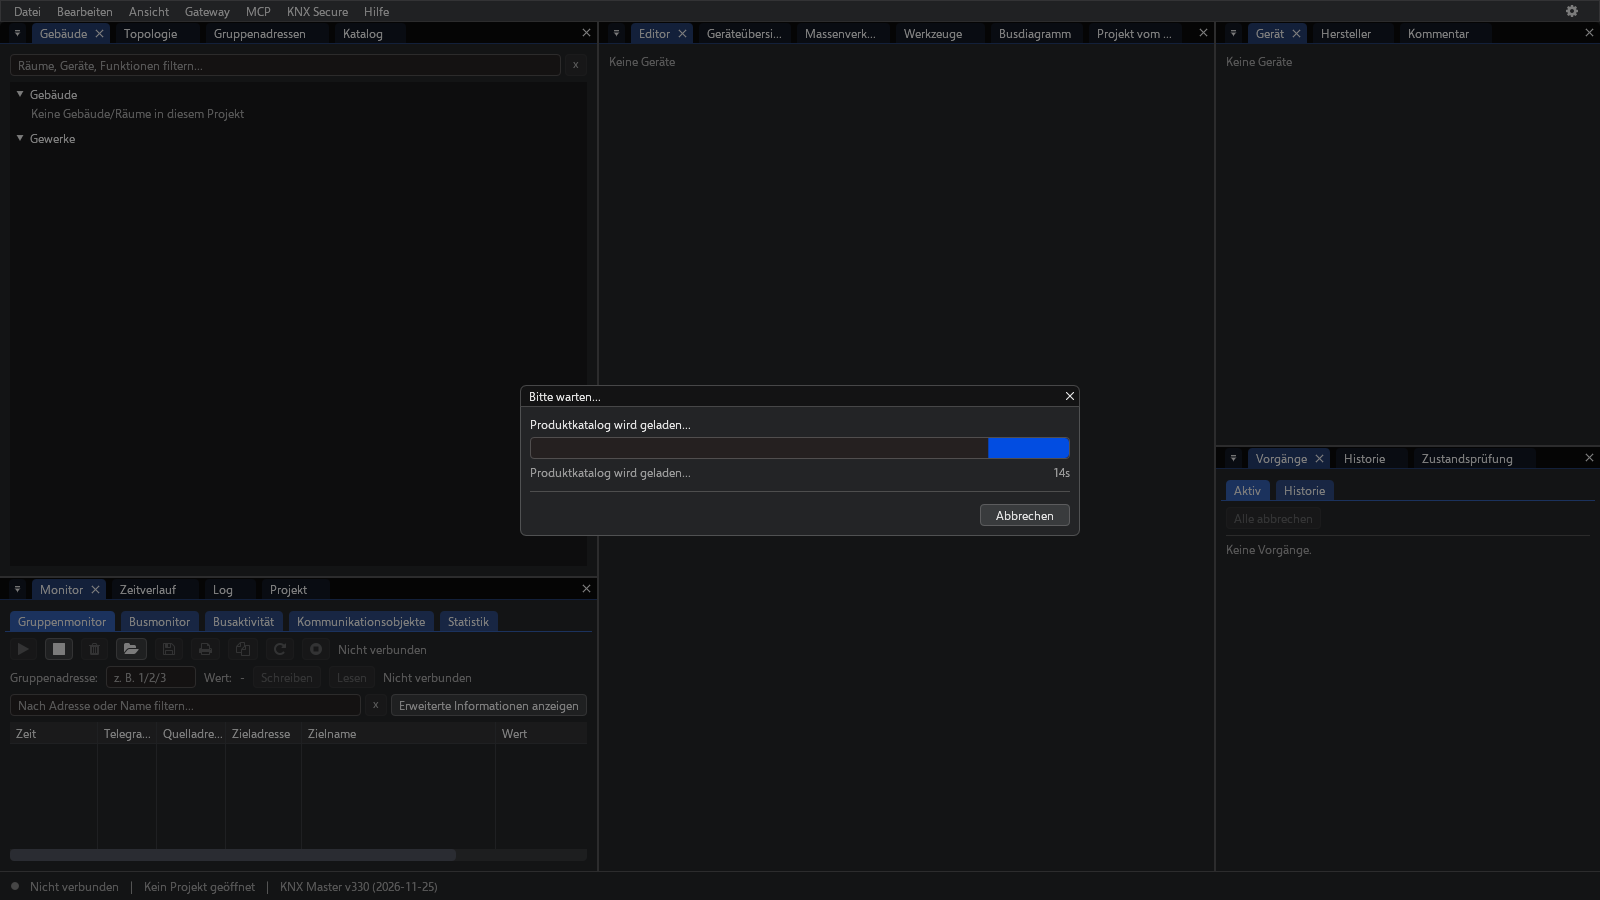 Datei Bearbeiten Ansicht Gateway MCP KNX Secure Hilfe
Gebäude Topologie Gruppenadressen Katalog
Räume, Geräte, Funktionen filtern... x
Gebäude
Keine Gebäude/Räume in diesem Projekt
Gewerke
Editor Geräteübersi... Massenverk... Werkzeuge Busdiagramm Projekt vom ...
Keine Geräte
Gerät Hersteller Kommentar
Keine Geräte
Bitte warten...
Produktkatalog wird geladen...
Produktkatalog wird geladen... 14s
Abbrechen
Vorgänge Historie Zustandsprüfung
Aktiv Historie
Alle abbrechen
Keine Vorgänge.
Monitor Zeitverlauf Log Projekt
Gruppenmonitor Busmonitor Busaktivität Kommunikationsobjekte Statistik
Nicht verbunden
Gruppenadresse: z. B. 1/2/3 Wert: - Schreiben Lesen Nicht verbunden
Nach Adresse oder Name filtern... x Erweiterte Informationen anzeigen
Zeit Telegra... Quelladre... Zieladresse Zielname Wert
Nicht verbunden | Kein Projekt geöffnet | KNX Master v330 (2026-11-25)